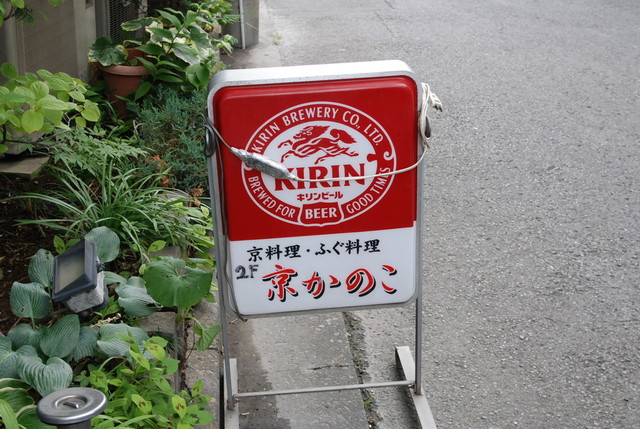 KIRIN BREWERY CO., LTD.
KIRIN
キリンビール
BREWED FOR GOOD TIMES
BEER
京料理・ふぐ料理
2F
京かのこ